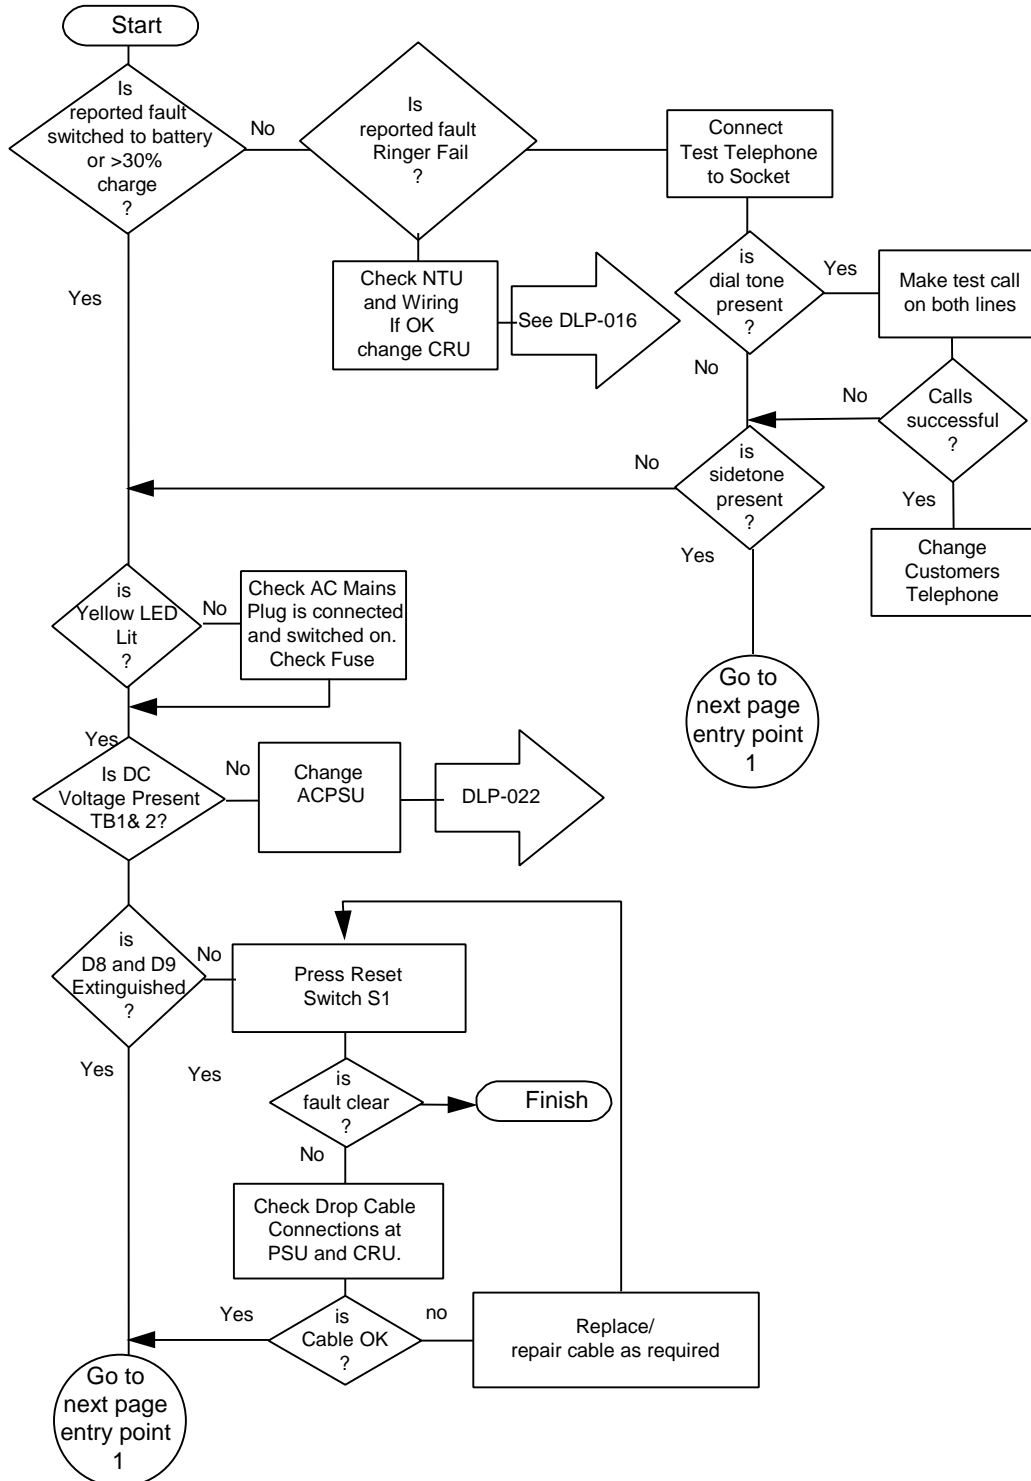 Start
Is
reported fault
switched to battery
or >30%
charge
?
No
Is
reported fault
Ringer Fail
?
Connect
Test Telephone
to Socket
Yes
Check NTU
and Wiring
If OK
change CRU
See DLP-016
is
dial tone
present
?
Yes
Make test call
on both lines
No
No
Calls
successful
?
No
is
sidetone
present
?
Yes
Yes
Change
Customers
Telephone
is
Yellow LED
Lit
?
No
Check AC Mains
Plug is connected
and switched on.
Check Fuse
Go to
next page
entry point
1
Yes
Is DC
Voltage Present
TB1& 2?
No
Change
ACPSU
DLP-022
is
D8 and D9
Extinguished
?
No
Press Reset
Switch S1
Yes
Yes
is
fault clear
?
Finish
No
Check Drop Cable
Connections at
PSU and CRU.
Yes
is
Cable OK
?
no
Replace/
repair cable as required
Go to
next page
entry point
1